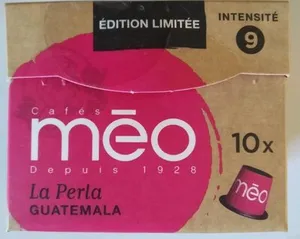 ÉDITION LIMITÉE
INTENSITÉ
9
Cafés
mēo
Depuis 1928
10x
La Perla
GUATEMALA
mēo